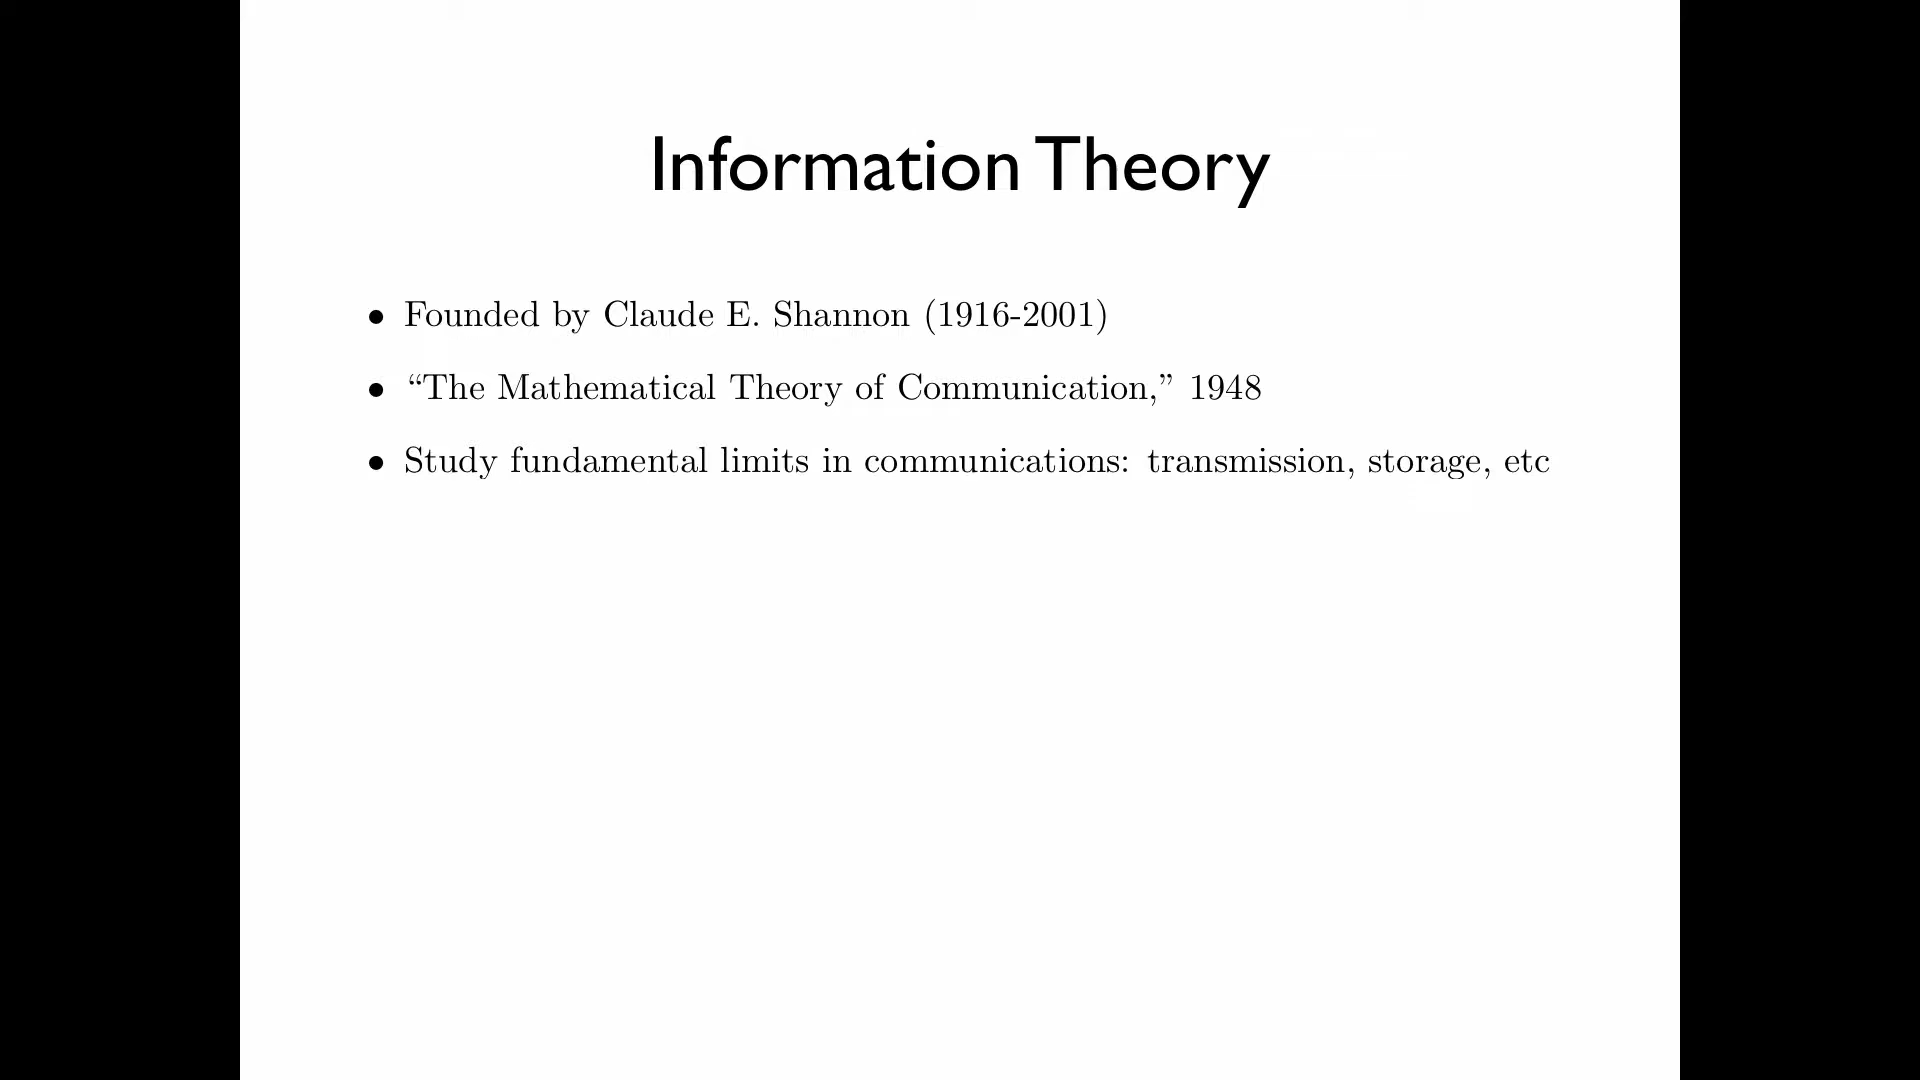 Information Theory
• Founded by Claude E. Shannon (1916-2001)
• “The Mathematical Theory of Communication,” 1948
• Study fundamental limits in communications: transmission, storage, etc